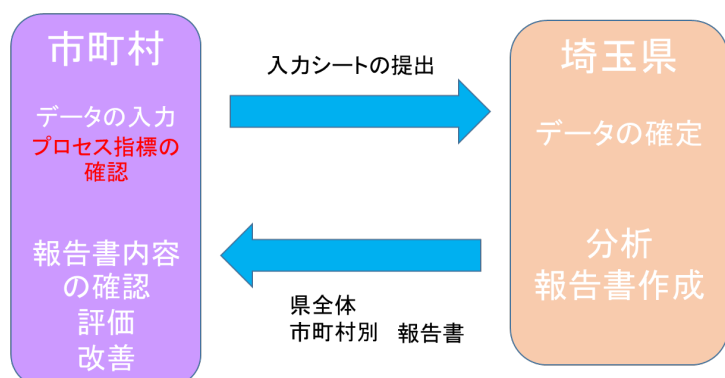 市町村
データの入力
プロセス指標の
確認
報告書内容
の確認
評価
改善
入力シートの提出
県全体
市町村別 報告書
埼玉県
データの確定
分析
報告書作成